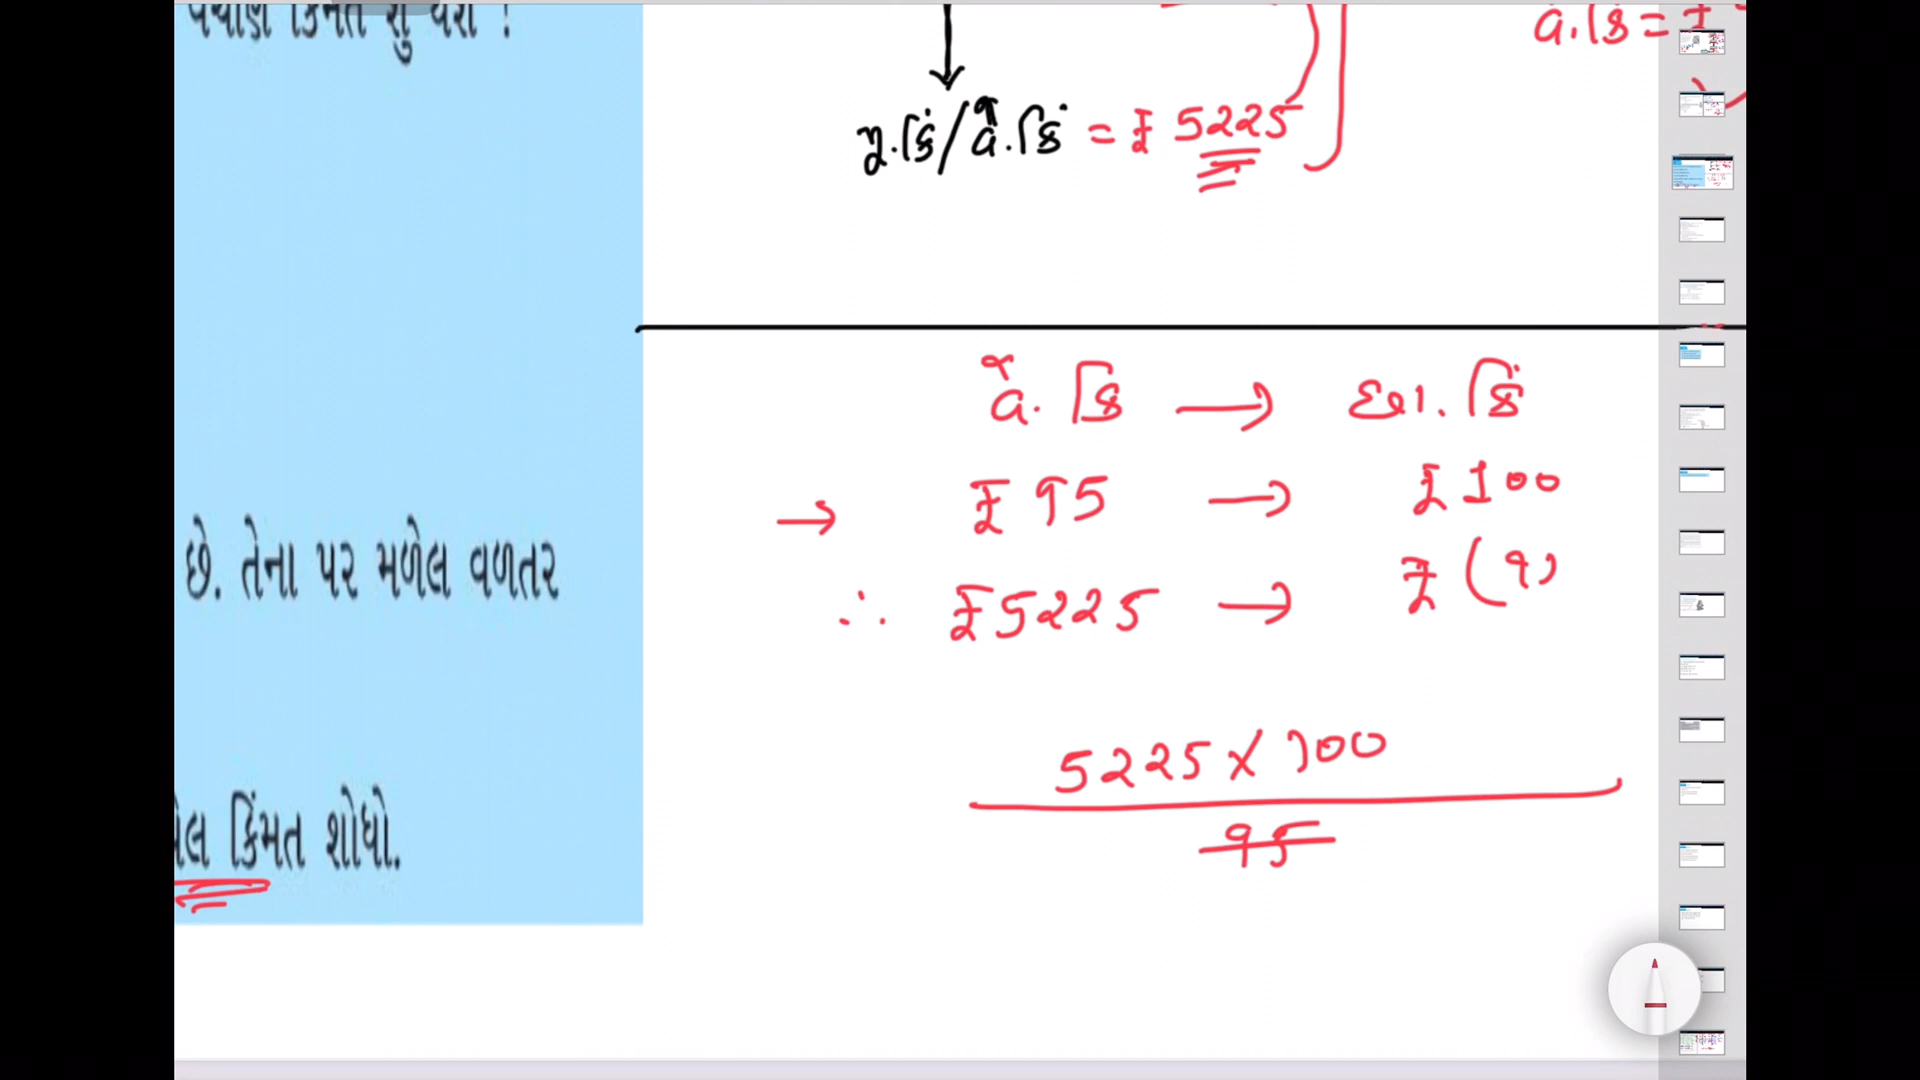 શું
છે. તેના પર મળેલ વળતર
કિંમત શોધો.
વે.કિં =
મૂ.કિં/વે.કિં = ₹ 5225
વે. કિં → છા. કિં
→ ₹ 95 → ₹ 100
∴ ₹5225 → ₹ (?)
5225 × 100
95